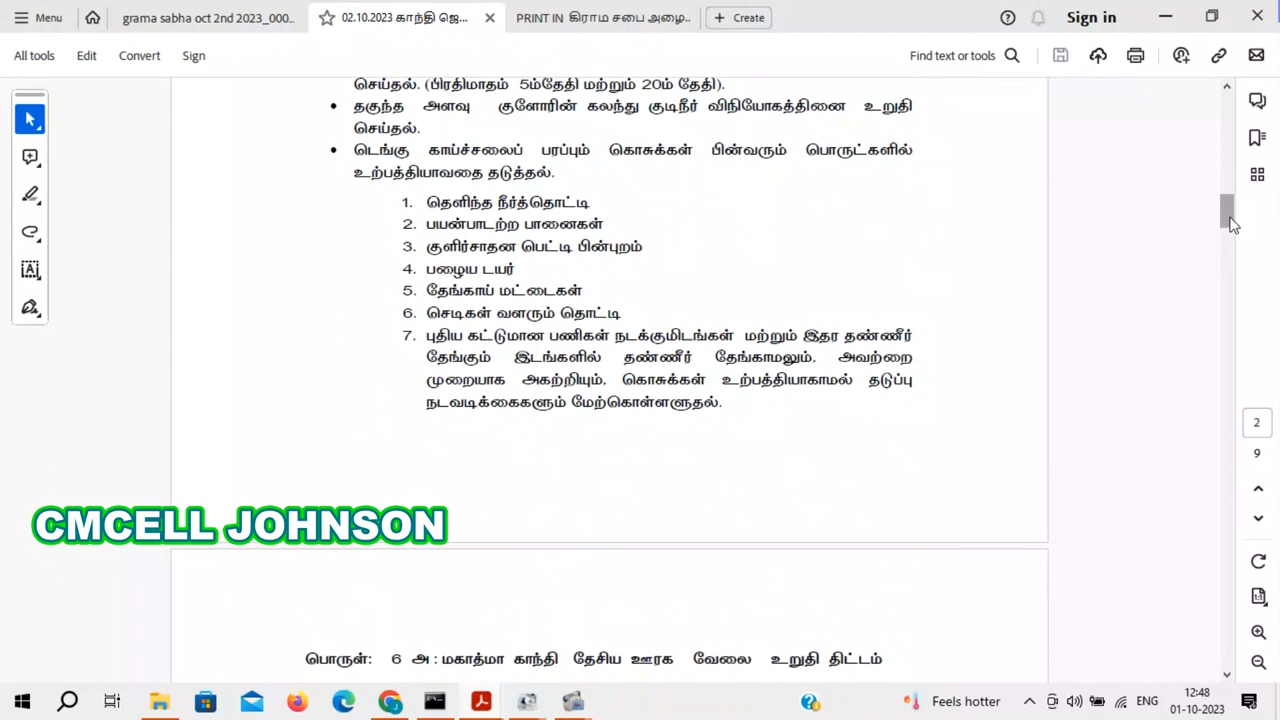 Menu
grama sabha oct 2nd 2023_000...
02.10.2023 காந்தி ஜெ...
PRINT IN கிராம சபை அழை..
Create
Sign in
All tools
Edit
Convert
Sign
Find text or tools
செய்தல். (பிரதிமாதம் 5ம்தேதி மற்றும் 20ம் தேதி).
• தகுந்த அளவு குளோரின் கலந்து குடிநீர் விநியோகத்தினை உறுதி
செய்தல்.
• டெங்கு காய்ச்சலைப் பரப்பும் கொசுக்கள் பின்வரும் பொருட்களில்
உற்பத்தியாவதை தடுத்தல்.
1. தெளிந்த நீர்த்தொட்டி
2. பயன்பாடற்ற பானைகள்
3. குளிர்சாதன பெட்டி பின்புறம்
4. பழைய டயர்
5. தேங்காய் மட்டைகள்
6. செடிகள் வளரும் தொட்டி
7. புதிய கட்டுமான பணிகள் நடக்குமிடங்கள் மற்றும் இதர தண்ணீர்
தேங்கும் இடங்களில் தண்ணீர் தேங்காமலும், அவற்றை
முறையாக அகற்றியும், கொசுக்கள் உற்பத்தியாகாமல் தடுப்பு
நடவடிக்கைகளும் மேற்கொள்ளளுதல்.
2
9
CMCELL JOHNSON
பொருள்: 6 அ : மகாத்மா காந்தி தேசிய ஊரக வேலை உறுதி திட்டம்
Feels hotter
ENG
12:48
01-10-2023